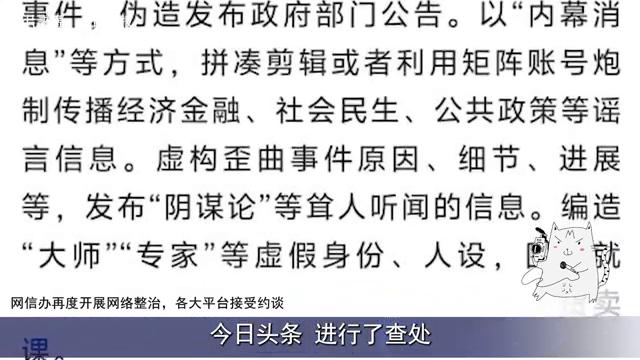 事件，伪造发布政府部门公告。以“内幕消
息”等方式，拼凑剪辑或者利用矩阵账号炮
制传播经济金融、社会民生、公共政策等谣
言信息。虚构歪曲事件原因、细节、进展
等，发布“阴谋论”等耸人听闻的信息。编造
“大师”“专家”等虚假身份、人设，
就
卖
网信办再度开展网络整治，各大平台接受约谈
今日头条 进行了查处
课。